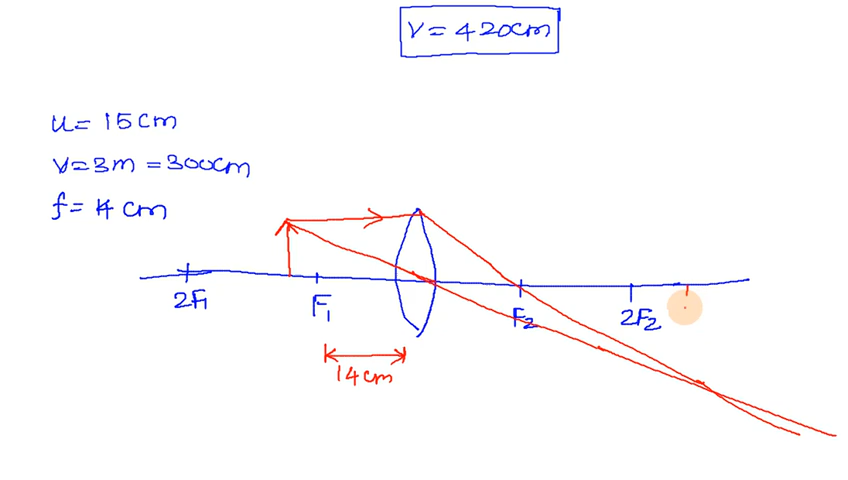 V = 420cm
u = 15cm
V = 3m = 300cm
f = 14 cm
2F₁
F₁
F₂
2F₂
14cm